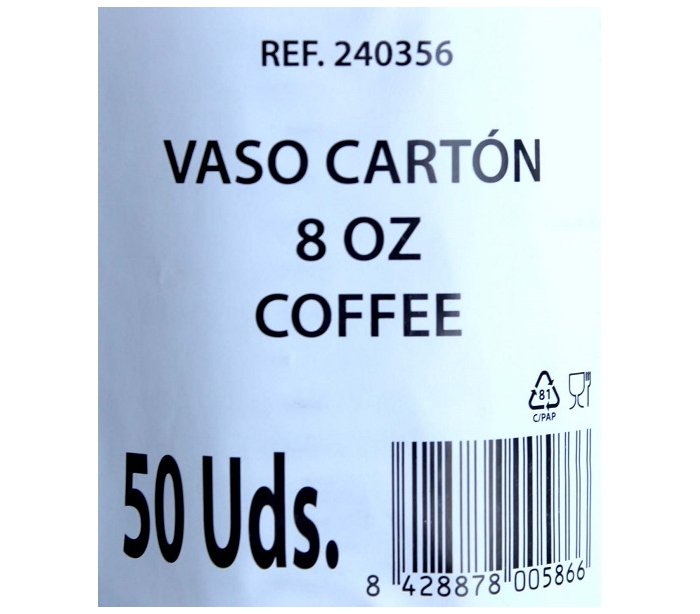 REF. 240356
VASO CARTÓN
8 OZ
COFFEE
81
C/PAP
50 Uds.
8 428878 005866